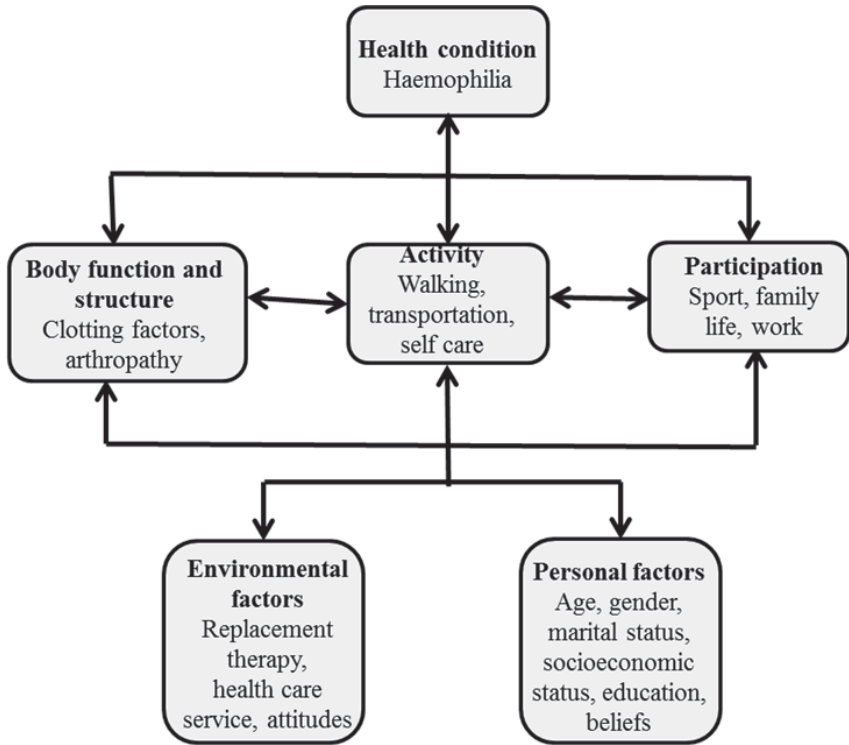 Health condition
Haemophilia
Body function and
structure
Clotting factors,
arthropathy
Activity
Walking,
transportation,
self care
Participation
Sport, family
life, work
Environmental
factors
Replacement
therapy,
health care
service, attitudes
Personal factors
Age, gender,
marital status,
socioeconomic
status, education,
beliefs